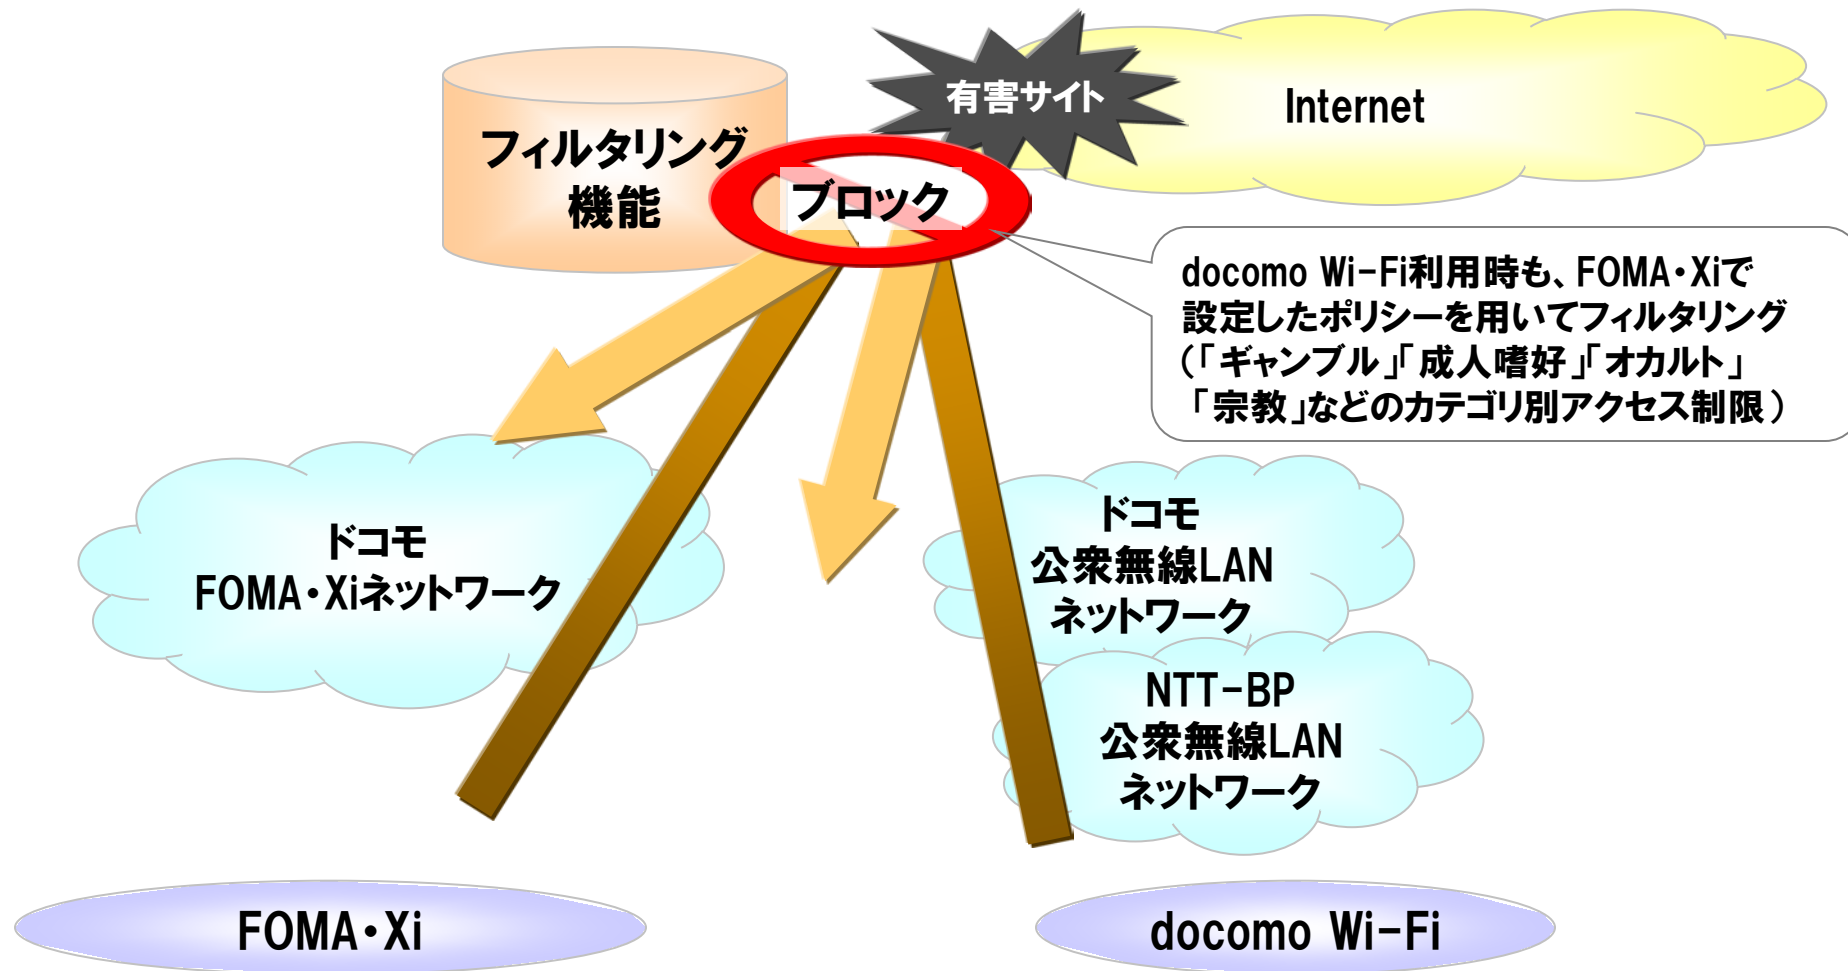 有害サイト
Internet
フィルタリング
機能
ブロック
docomo Wi-Fi利用時も、FOMA・Xiで
設定したポリシーを用いてフィルタリング
(「ギャンブル」「成人嗜好」「オカルト」
「宗教」などのカテゴリ別アクセス制限)
ドコモ
FOMA・Xiネットワーク
ドコモ
公衆無線LAN
ネットワーク
NTT-BP
公衆無線LAN
ネットワーク
FOMA・Xi
docomo Wi-Fi